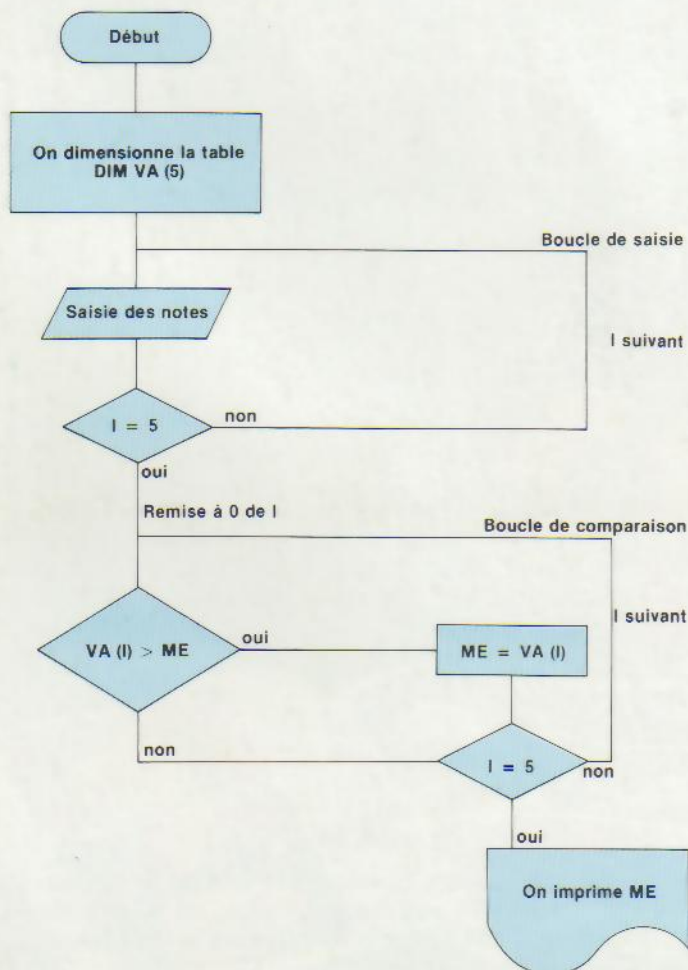 Début
On dimensionne la table
DIM VA (5)
Boucle de saisie
Saisie des notes
I suivant
I = 5
non
oui
Remise à 0 de I
Boucle de comparaison
I suivant
VA (I) > ME
oui
ME = VA (I)
non
I = 5
non
oui
On imprime ME